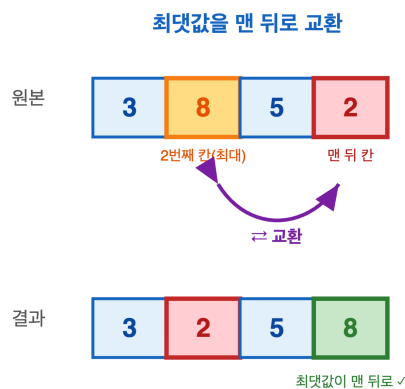 최댓값을 맨 뒤로 교환
원본
3 8 5 2
2번째 칸(최대) 맨 뒤 칸
⇄ 교환
결과
3 2 5 8
최댓값이 맨 뒤로 ✓